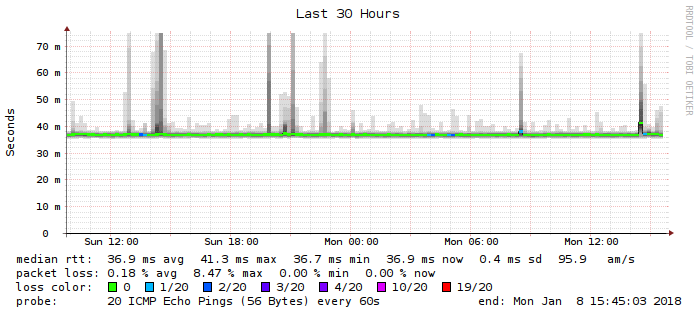 Last 30 Hours
RRDTOOL / TOBI OETIKER
Seconds
70 m
60 m
50 m
40 m
30 m
20 m
10 m
0
Sun 12:00 Sun 18:00 Mon 00:00 Mon 06:00 Mon 12:00
median rtt: 36.9 ms avg 41.3 ms max 36.7 ms min 36.9 ms now 0.4 ms sd 95.9 am/s
packet loss: 0.18 % avg 8.47 % max 0.00 % min 0.00 % now
loss color: 0 1/20 2/20 3/20 4/20 10/20 19/20
probe: 20 ICMP Echo Pings (56 Bytes) every 60s end: Mon Jan 8 15:45:03 2018